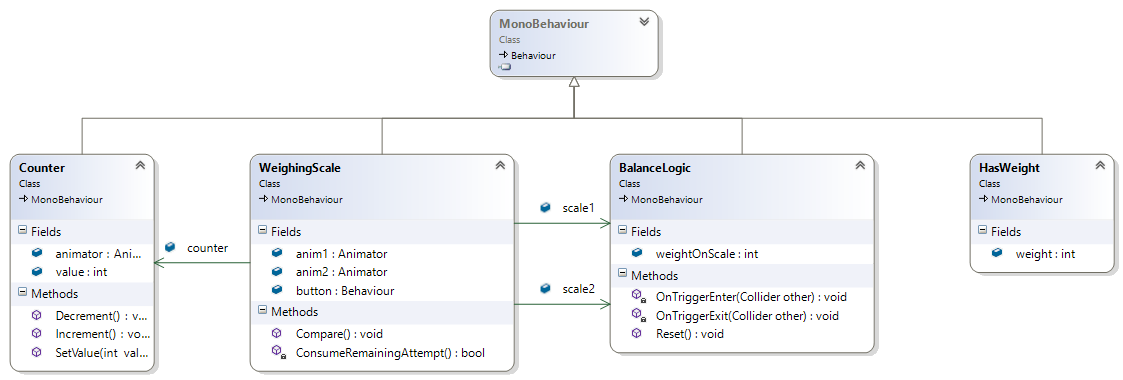 MonoBehaviour
Class
Behaviour
Counter
Class
MonoBehaviour
Fields
animator : Ani...
value : int
Methods
Decrement() : v...
Increment() : vo...
SetValue(int val...
counter
WeighingScale
Class
MonoBehaviour
Fields
anim1 : Animator
anim2 : Animator
button : Behaviour
Methods
Compare() : void
ConsumeRemainingAttempt() : bool
scale1
scale2
BalanceLogic
Class
MonoBehaviour
Fields
weightOnScale : int
Methods
OnTriggerEnter(Collider other) : void
OnTriggerExit(Collider other) : void
Reset() : void
HasWeight
Class
MonoBehaviour
Fields
weight : int